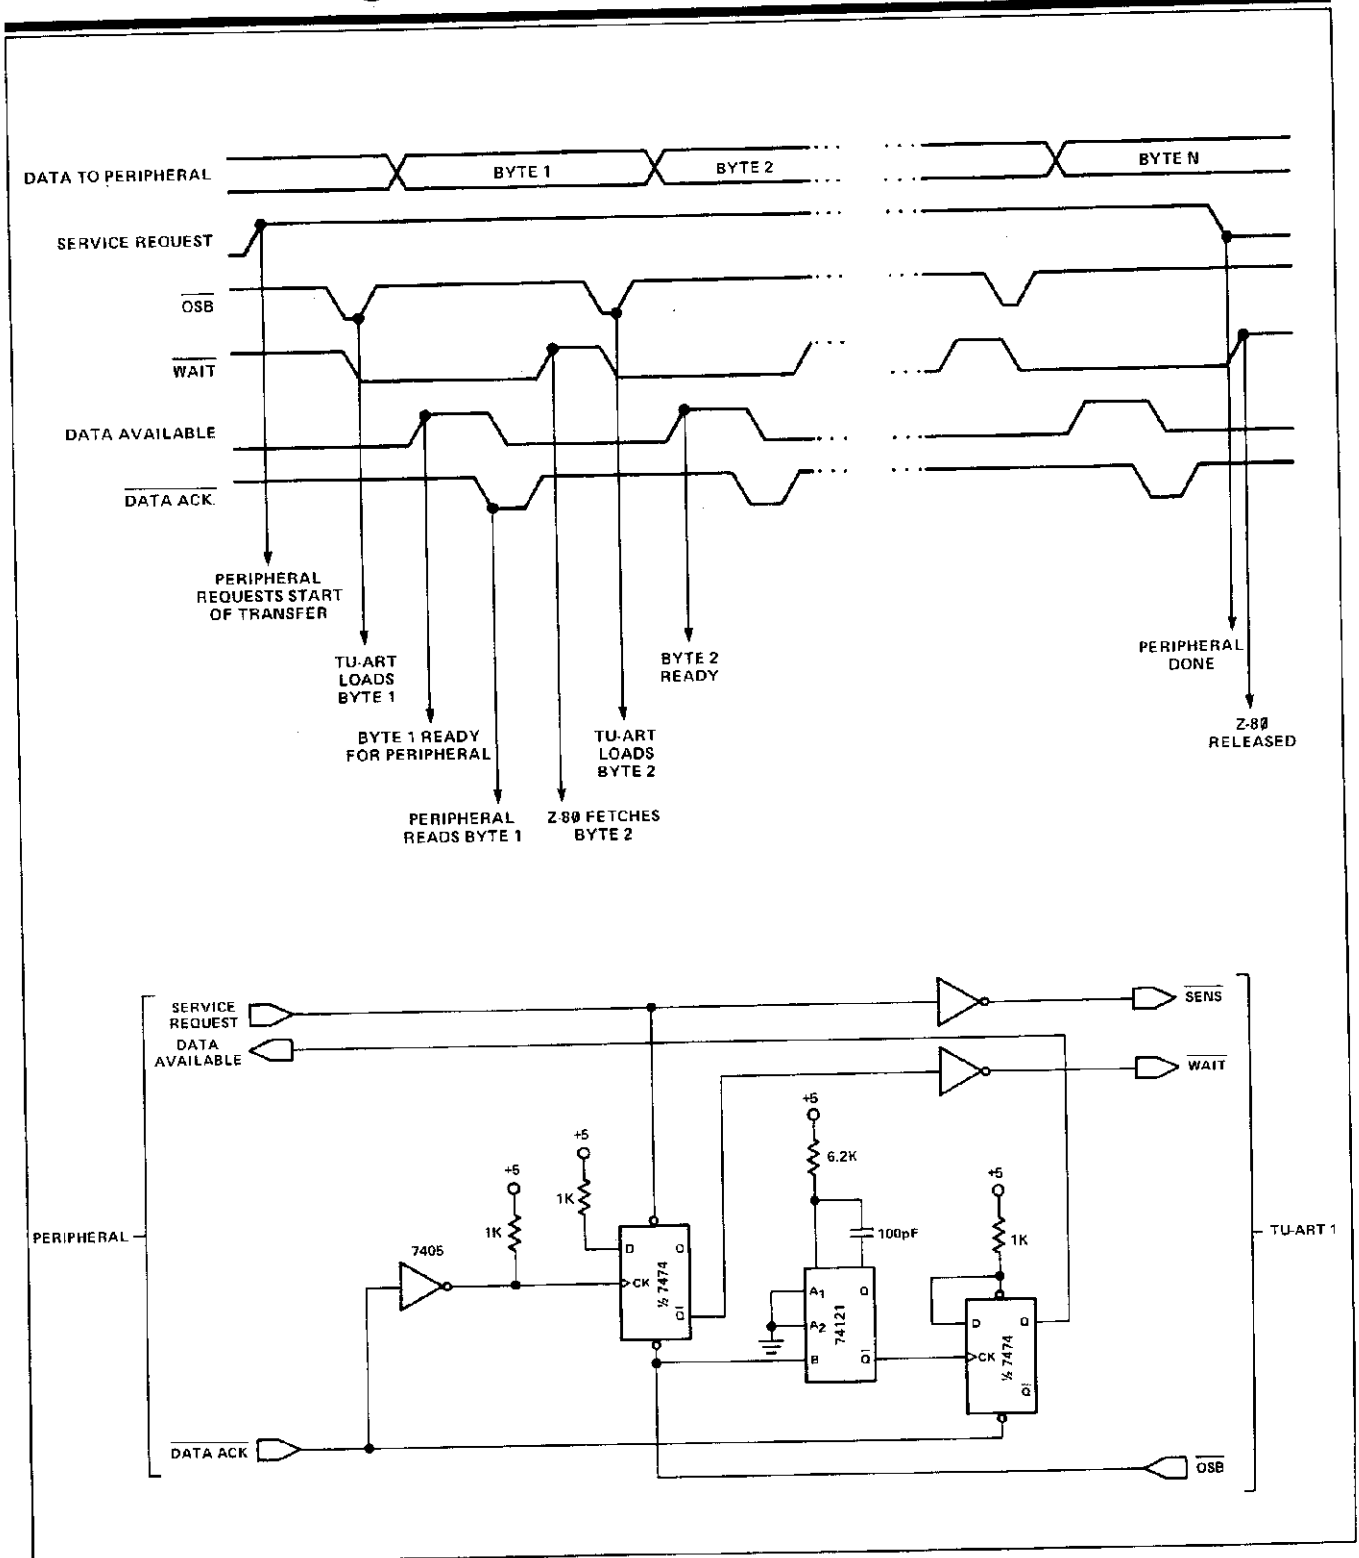 DATA TO PERIPHERAL
BYTE 1
BYTE 2
BYTE N
SERVICE REQUEST
OSB
WAIT
DATA AVAILABLE
DATA ACK.
PERIPHERAL
REQUESTS START
OF TRANSFER
TU-ART
LOADS
BYTE 1
BYTE 1 READY
FOR PERIPHERAL
PERIPHERAL
READS BYTE 1
Z-80 FETCHES
BYTE 2
TU-ART
LOADS
BYTE 2
BYTE 2
READY
PERIPHERAL
DONE
Z-80
RELEASED
SERVICE
REQUEST
DATA
AVAILABLE
SENS
WAIT
+5
6.2K
+5
1K
+5
1K
+5
1K
100pF
PERIPHERAL
TU-ART 1
7405
D
Q
CK
½ 7474
Q
A1
Q
A2
74121
B
Q
D
Q
CK
½ 7474
Q
DATA ACK
OSB